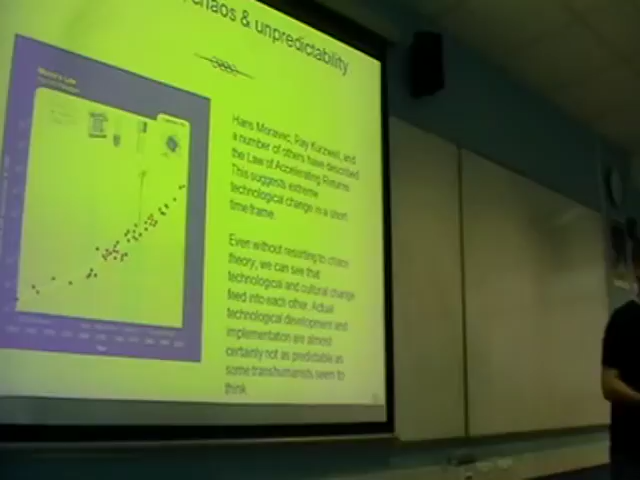 chaos & unpredictability
Moore's Law
Hans Moravec, Ray Kurzweil, and
a number of others have described
the Law of Accelerating Returns.
This suggests extreme
technological change in a short
time frame.
Even without resorting to chaos
theory, we can see that
technological and cultural change
feed into each other. Actual
technological development and
implementation are almost
certainly not as predictable as
some transhumanists seem to
think.